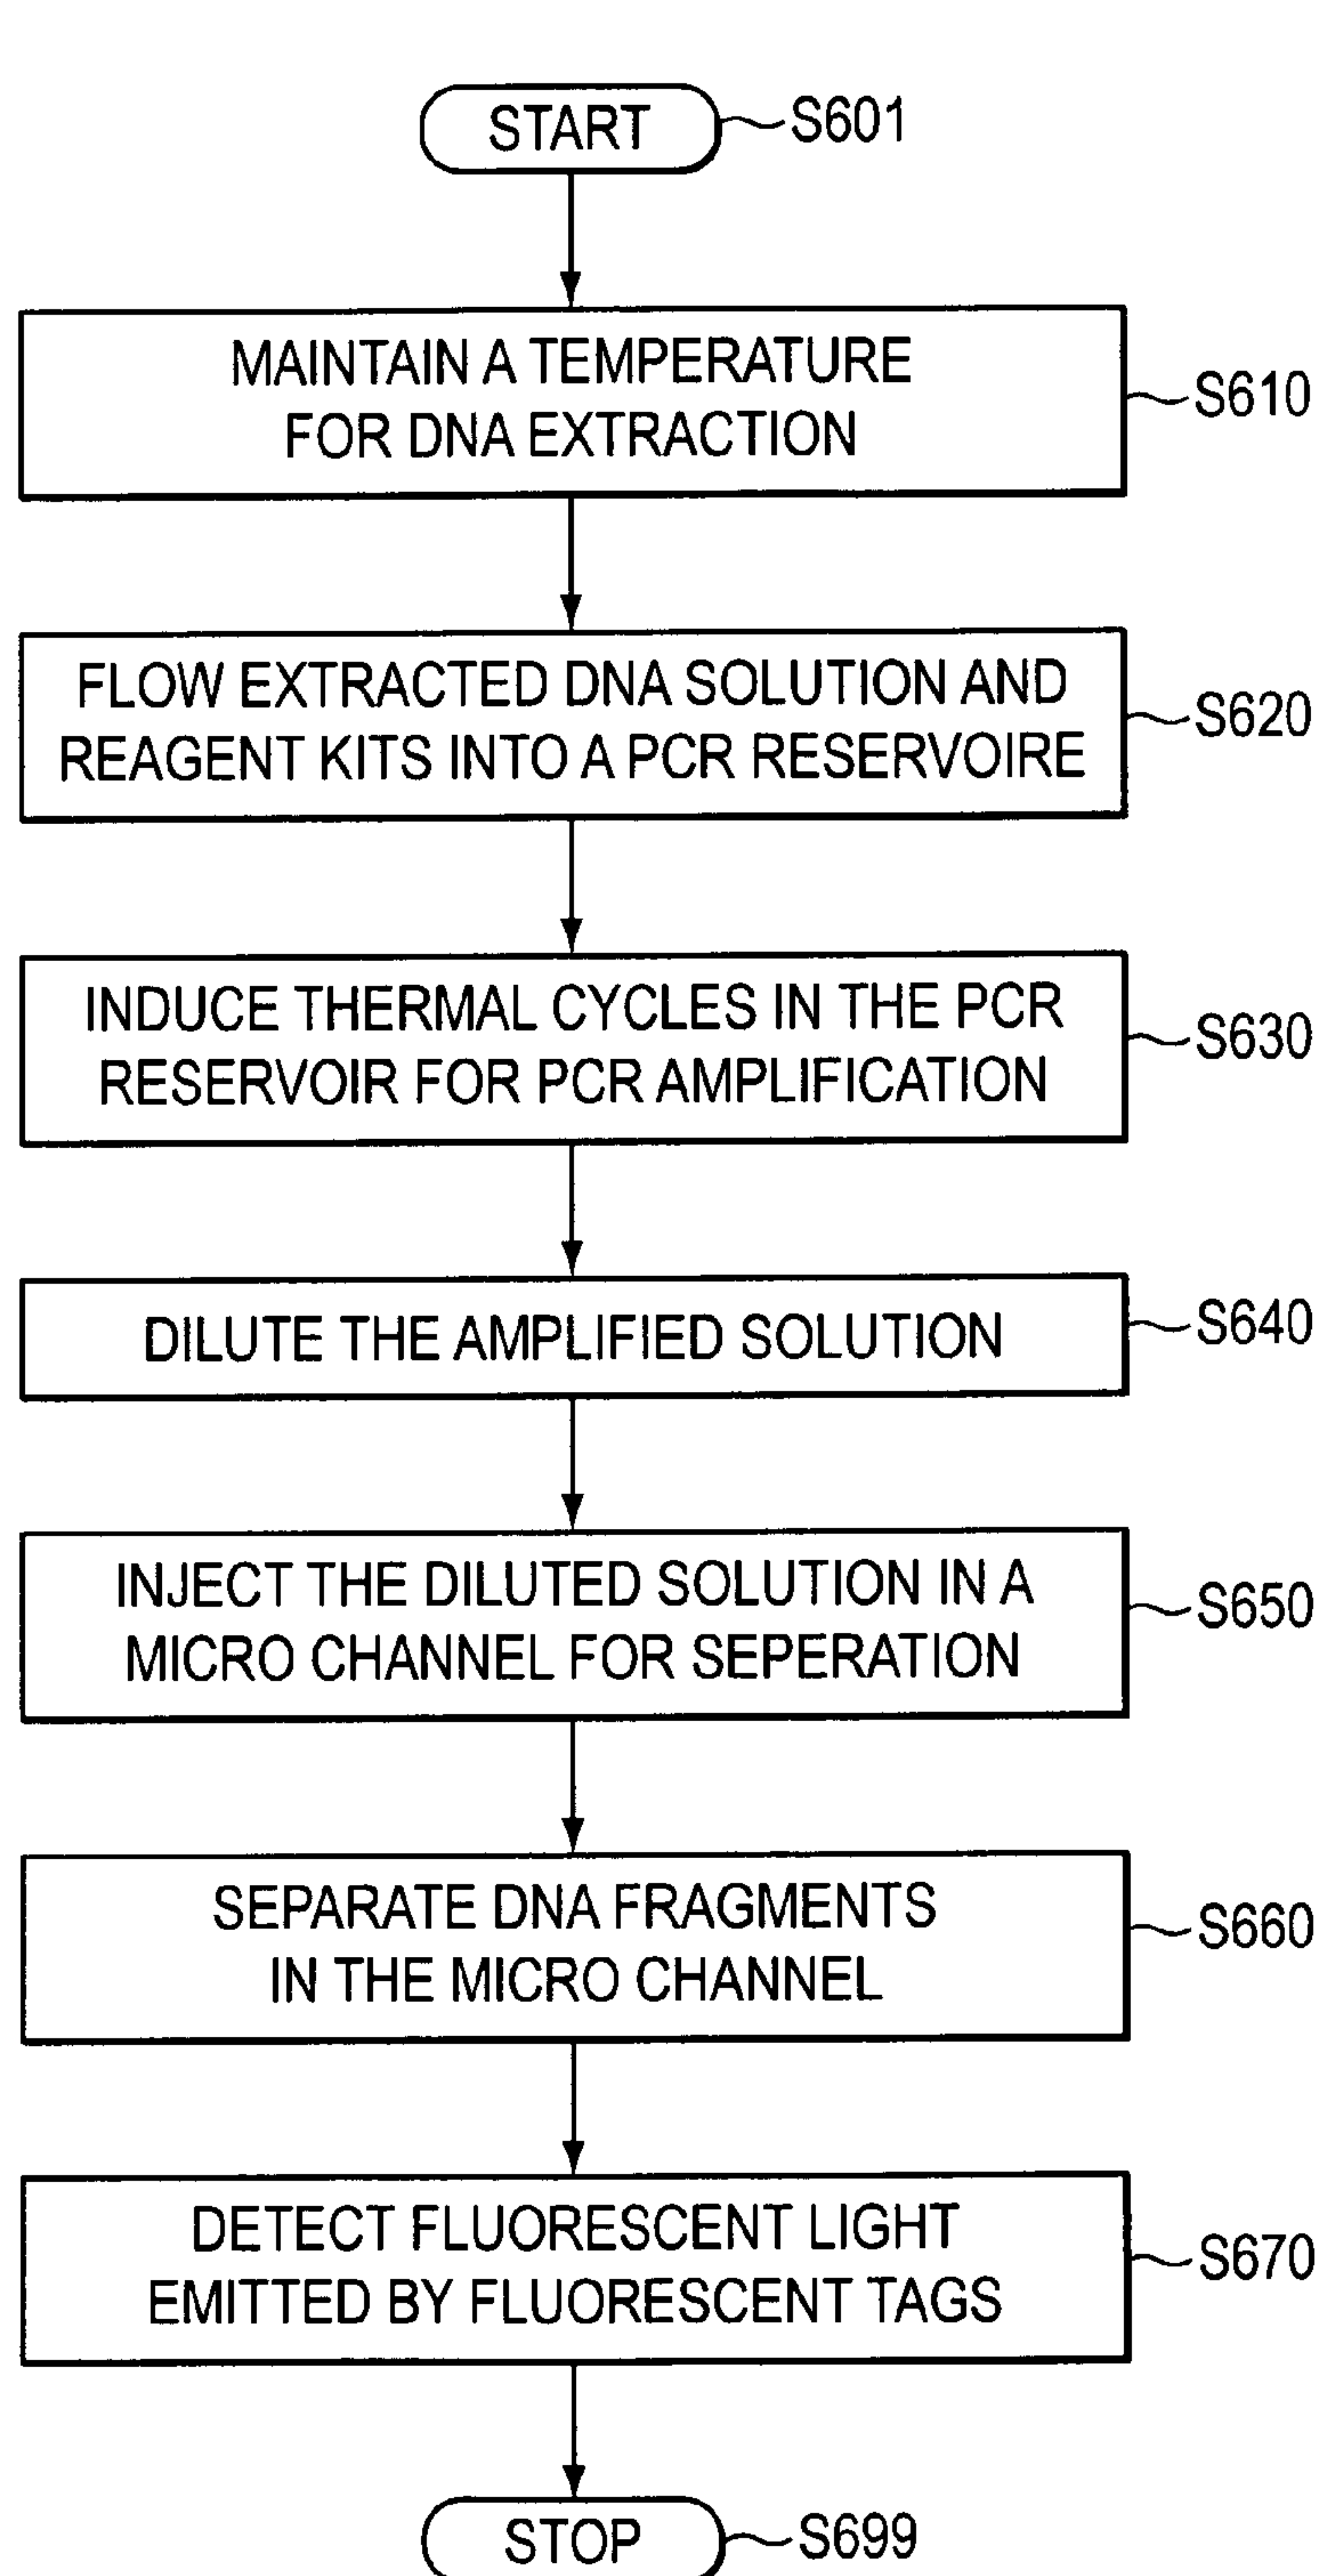 START
S601
MAINTAIN A TEMPERATURE
FOR DNA EXTRACTION
S610
FLOW EXTRACTED DNA SOLUTION AND
REAGENT KITS INTO A PCR RESERVOIRE
S620
INDUCE THERMAL CYCLES IN THE PCR
RESERVOIR FOR PCR AMPLIFICATION
S630
DILUTE THE AMPLIFIED SOLUTION
S640
INJECT THE DILUTED SOLUTION IN A
MICRO CHANNEL FOR SEPERATION
S650
SEPARATE DNA FRAGMENTS
IN THE MICRO CHANNEL
S660
DETECT FLUORESCENT LIGHT
EMITTED BY FLUORESCENT TAGS
S670
STOP
S699